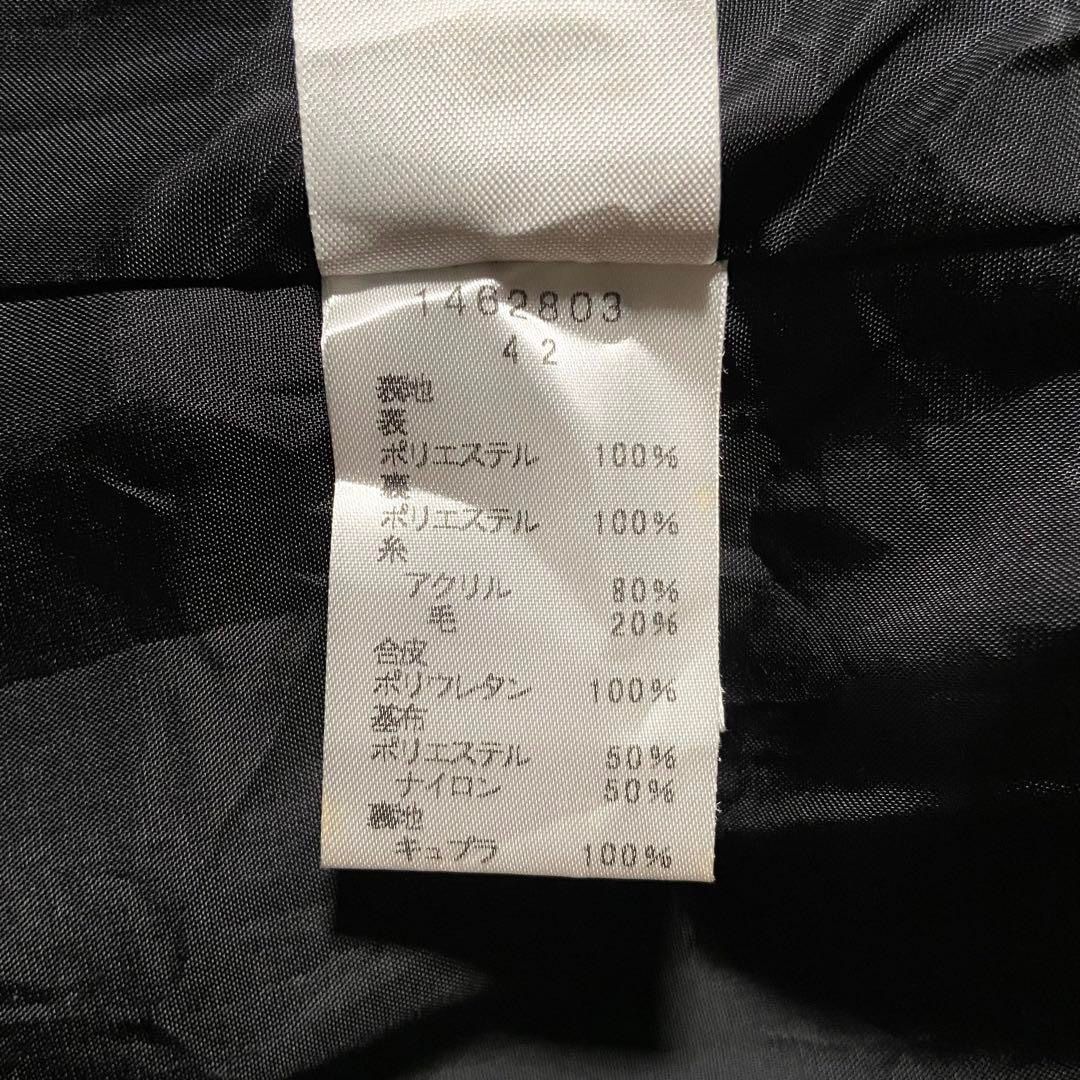 1462803
42
表地
表
ポリエステル 100%
裏
ポリエステル 100%
糸
アクリル 80%
毛 20%
合皮
ポリウレタン 100%
基布
ポリエステル 50%
ナイロン 50%
裏地
キュプラ 100%